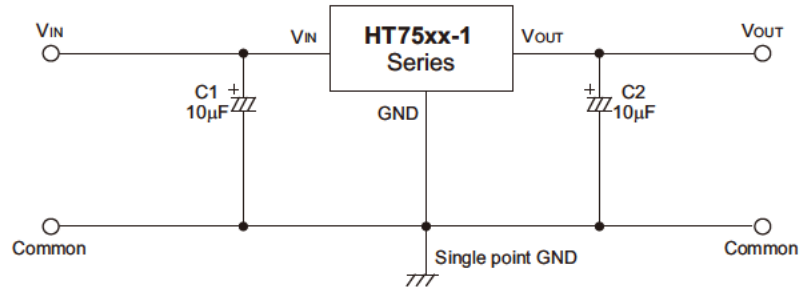 VIN
VIN
HT75xx-1
Series
VOUT
VOUT
C1 +
10µF
GND
+ C2
10µF
Common
Single point GND
Common